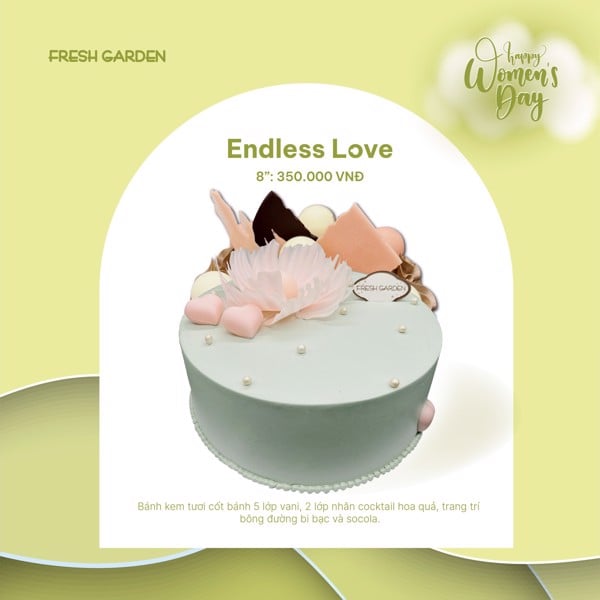 FRESH GARDEN
happy
Women's
Day
Endless Love
8”: 350.000 VNĐ
FRESH GARDEN
Bánh kem tươi cốt bánh 5 lớp vani, 2 lớp nhân cocktail hoa quả, trang trí
bông đường bi bạc và socola.